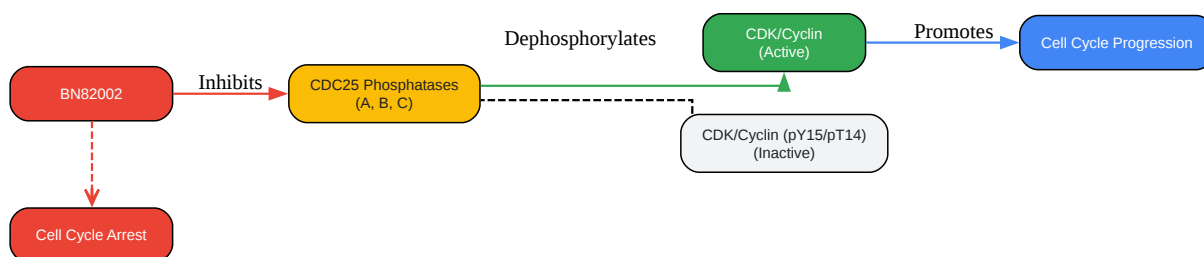 BN82002
Inhibits
CDC25 Phosphatases
(A, B, C)
Dephosphorylates
CDK/Cyclin
(Active)
Promotes
Cell Cycle Progression
CDK/Cyclin (pY15/pT14)
(Inactive)
Cell Cycle Arrest